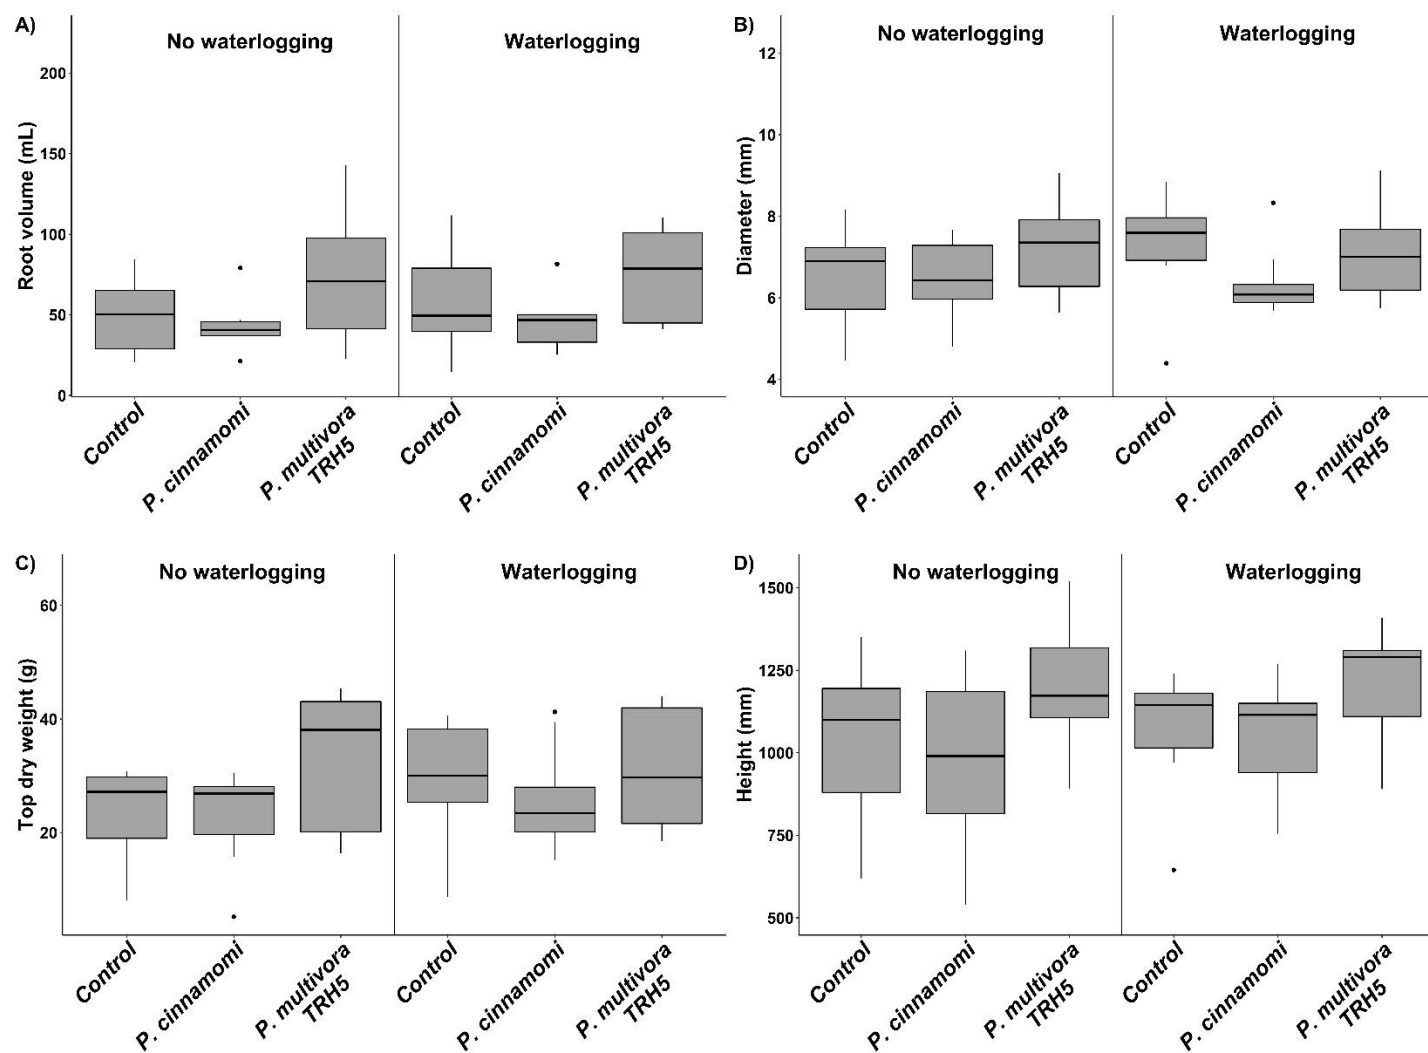 A)
No waterlogging
Waterlogging
Root volume (mL)
200
150
100
50
0
Control
P. cinnamomi
P. multivora
TRH5
Control
P. cinnamomi
P. multivora
TRH5
B)
No waterlogging
Waterlogging
Diameter (mm)
12
10
8
6
4
Control
P. cinnamomi
P. multivora
TRH5
Control
P. cinnamomi
P. multivora
TRH5
C)
No waterlogging
Waterlogging
Top dry weight (g)
60
40
20
Control
P. cinnamomi
P. multivora
TRH5
Control
P. cinnamomi
P. multivora
TRH5
D)
No waterlogging
Waterlogging
Height (mm)
1500
1250
1000
750
500
Control
P. cinnamomi
P. multivora
TRH5
Control
P. cinnamomi
P. multivora
TRH5